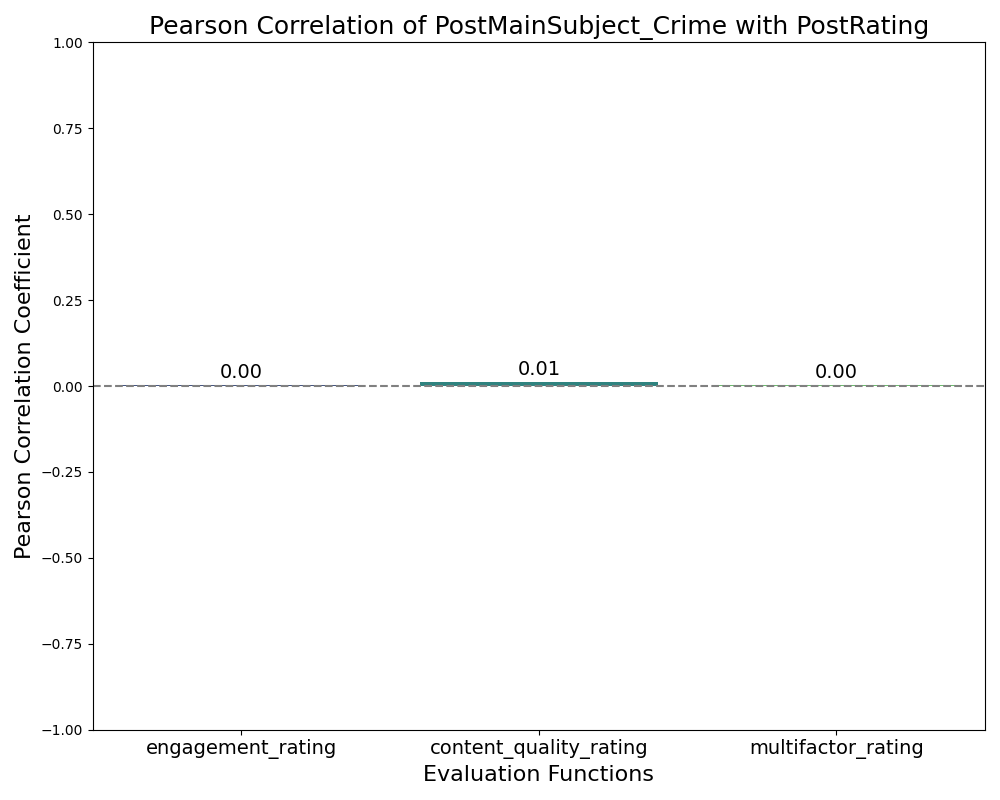 Pearson Correlation of PostMainSubject_Crime with PostRating
1.00
0.75
0.50
0.25
0.00
−0.25
−0.50
−0.75
−1.00
Pearson Correlation Coefficient
0.00
0.01
0.00
engagement_rating
content_quality_rating
multifactor_rating
Evaluation Functions